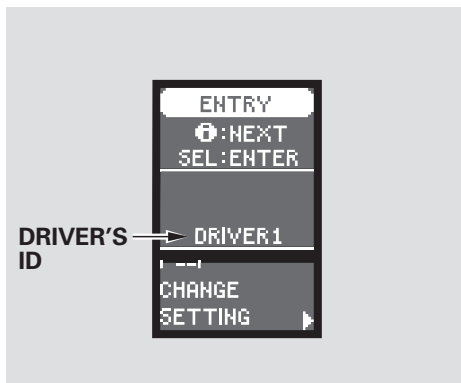 ENTRY
ℹ:NEXT
SEL:ENTER
DRIVER'S
ID
DRIVER1
CHANGE
SETTING